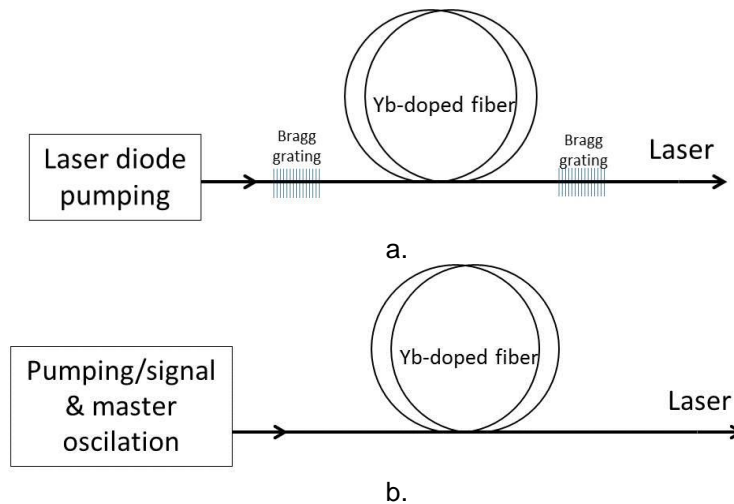 Yb-doped fiber
Bragg
grating
Bragg
grating
Laser
Laser diode
pumping
a.
Yb-doped fiber
Pumping/signal
& master
oscilation
Laser
b.